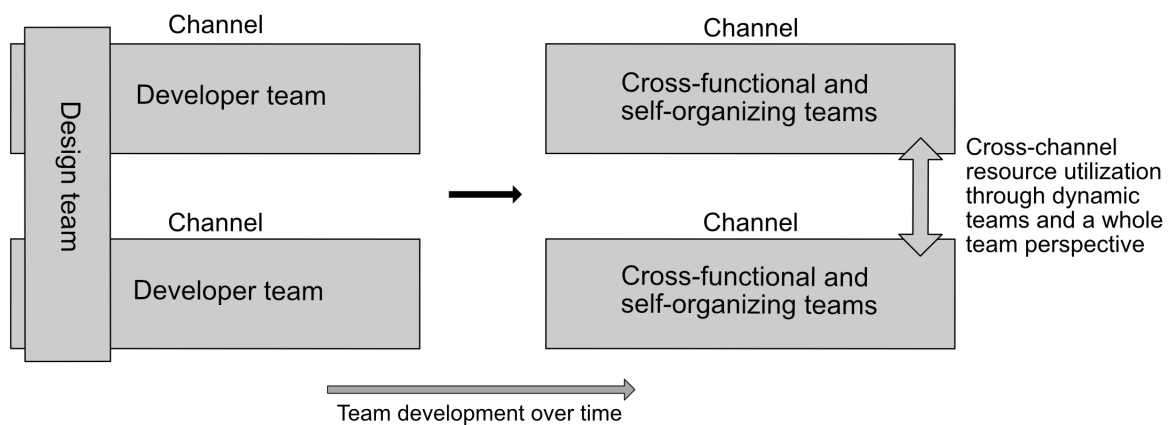 Channel
Developer team
Design team
Channel
Developer team
Channel
Cross-functional and
self-organizing teams
Channel
Cross-functional and
self-organizing teams
Cross-channel
resource utilization
through dynamic
teams and a whole
team perspective
Team development over time